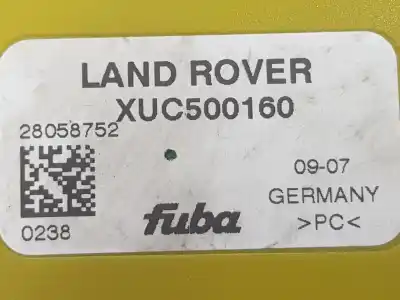 LAND ROVER
XUC500160
28058752
09-07
GERMANY
0238
fuba
>PC<